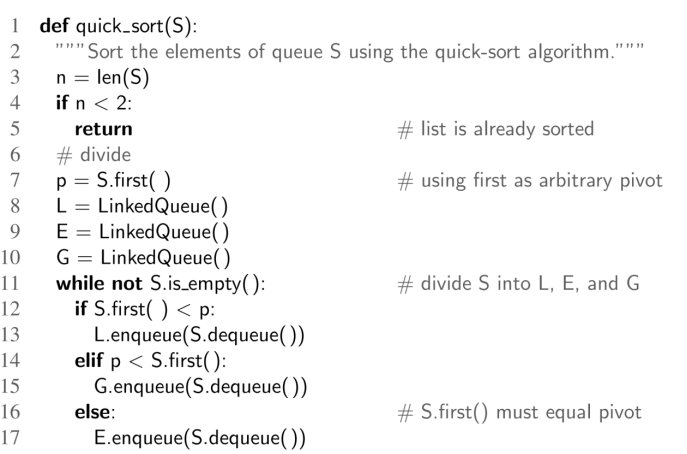 1 def quick_sort(S):
2 """Sort the elements of queue S using the quick-sort algorithm."""
3 n = len(S)
4 if n < 2:
5 return # list is already sorted
6 # divide
7 p = S.first( ) # using first as arbitrary pivot
8 L = LinkedQueue( )
9 E = LinkedQueue( )
10 G = LinkedQueue( )
11 while not S.is_empty( ): # divide S into L, E, and G
12 if S.first( ) < p:
13 L.enqueue(S.dequeue( ))
14 elif p < S.first( ):
15 G.enqueue(S.dequeue( ))
16 else: # S.first() must equal pivot
17 E.enqueue(S.dequeue( ))